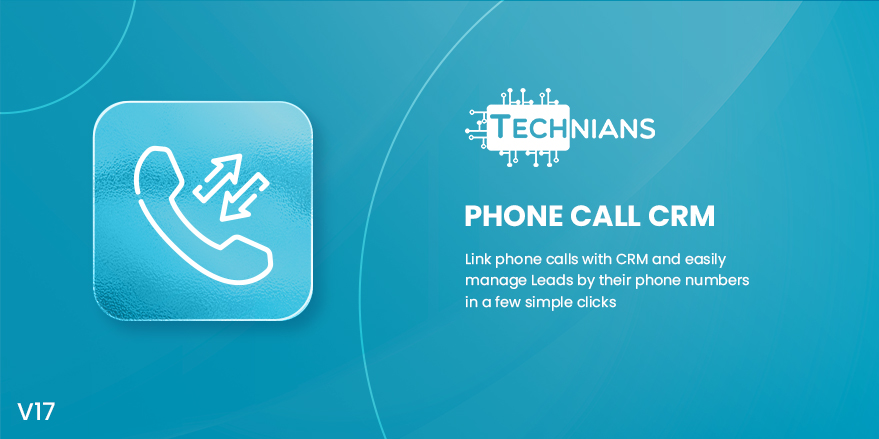 TECHNIANS
PHONE CALL CRM
Link phone calls with CRM and easily
manage Leads by their phone numbers
in a few simple clicks
V17